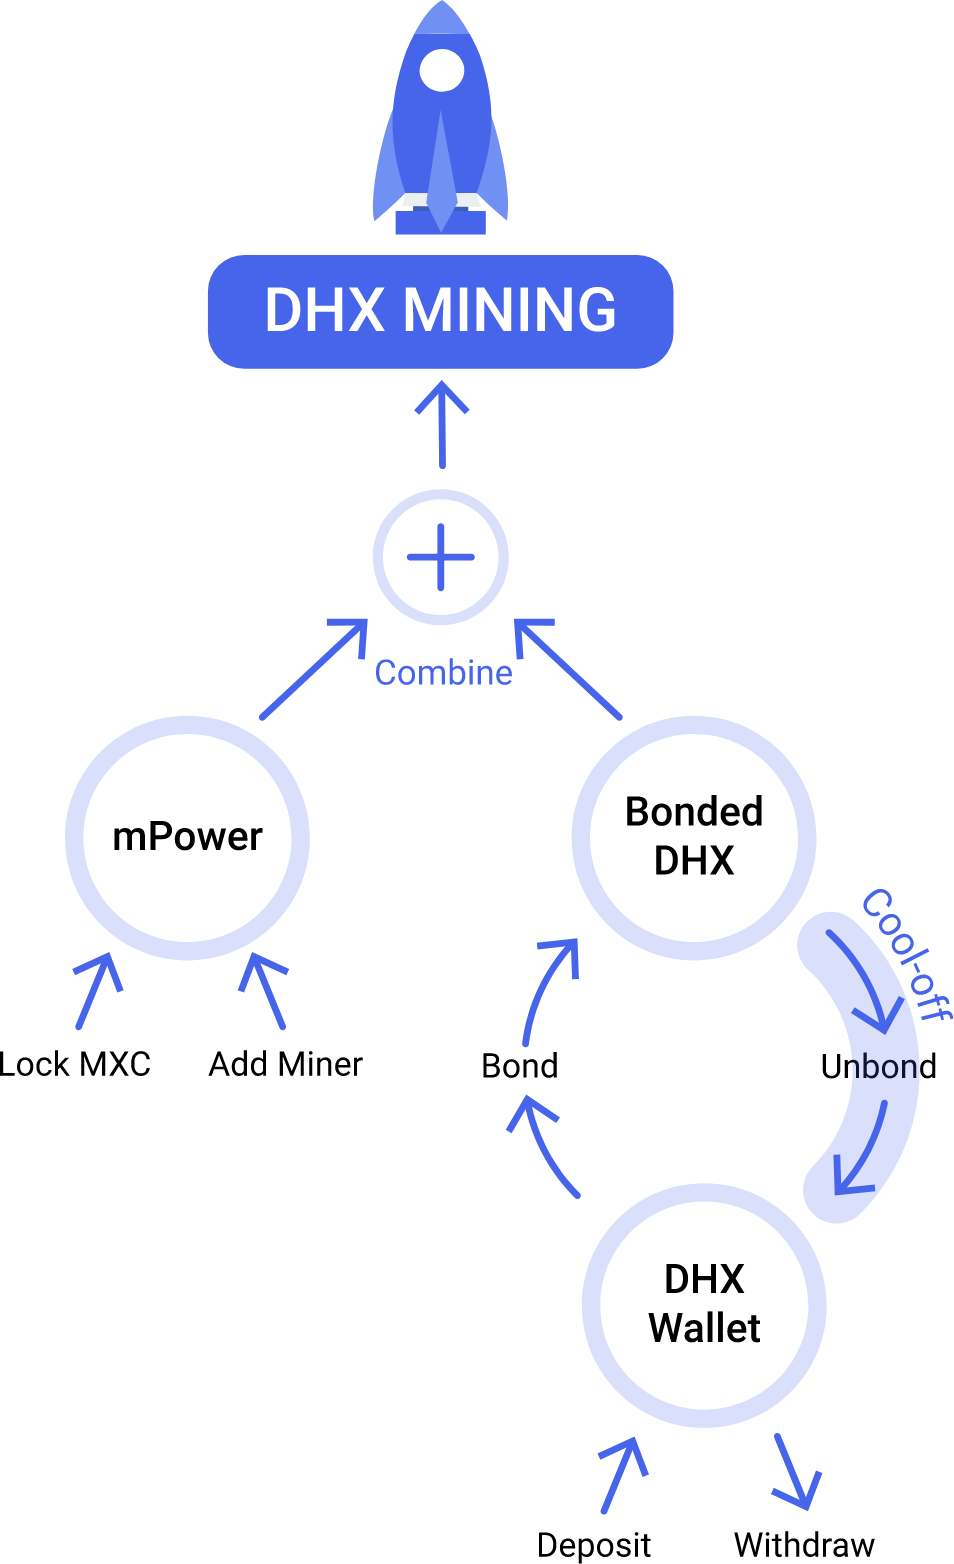 DHX MINING
Combine
mPower
Bonded
DHX
Cool-off
Lock MXC
Add Miner
Bond
Unbond
DHX
Wallet
Deposit
Withdraw